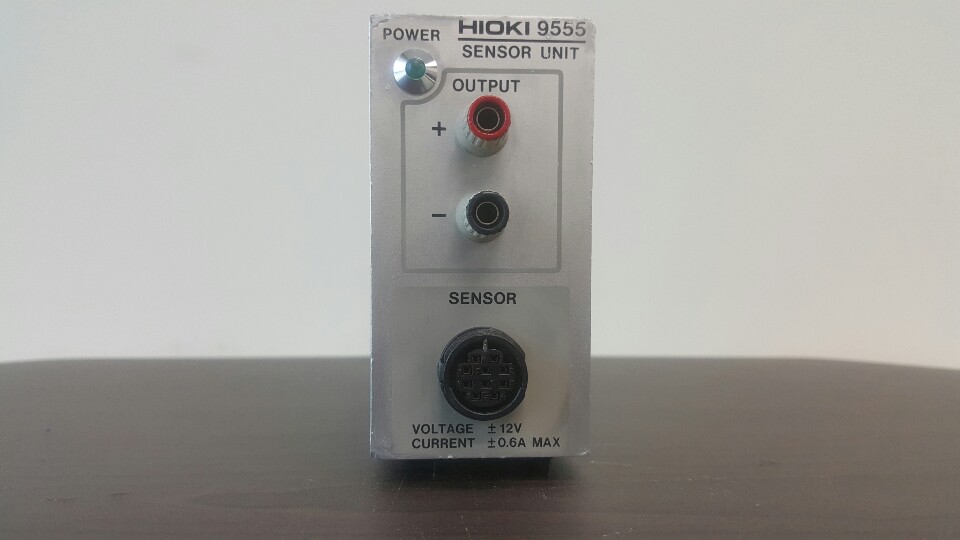 POWER
HIOKI 9555
SENSOR UNIT
OUTPUT
+
−
SENSOR
VOLTAGE ±12V
CURRENT ±0.6A MAX